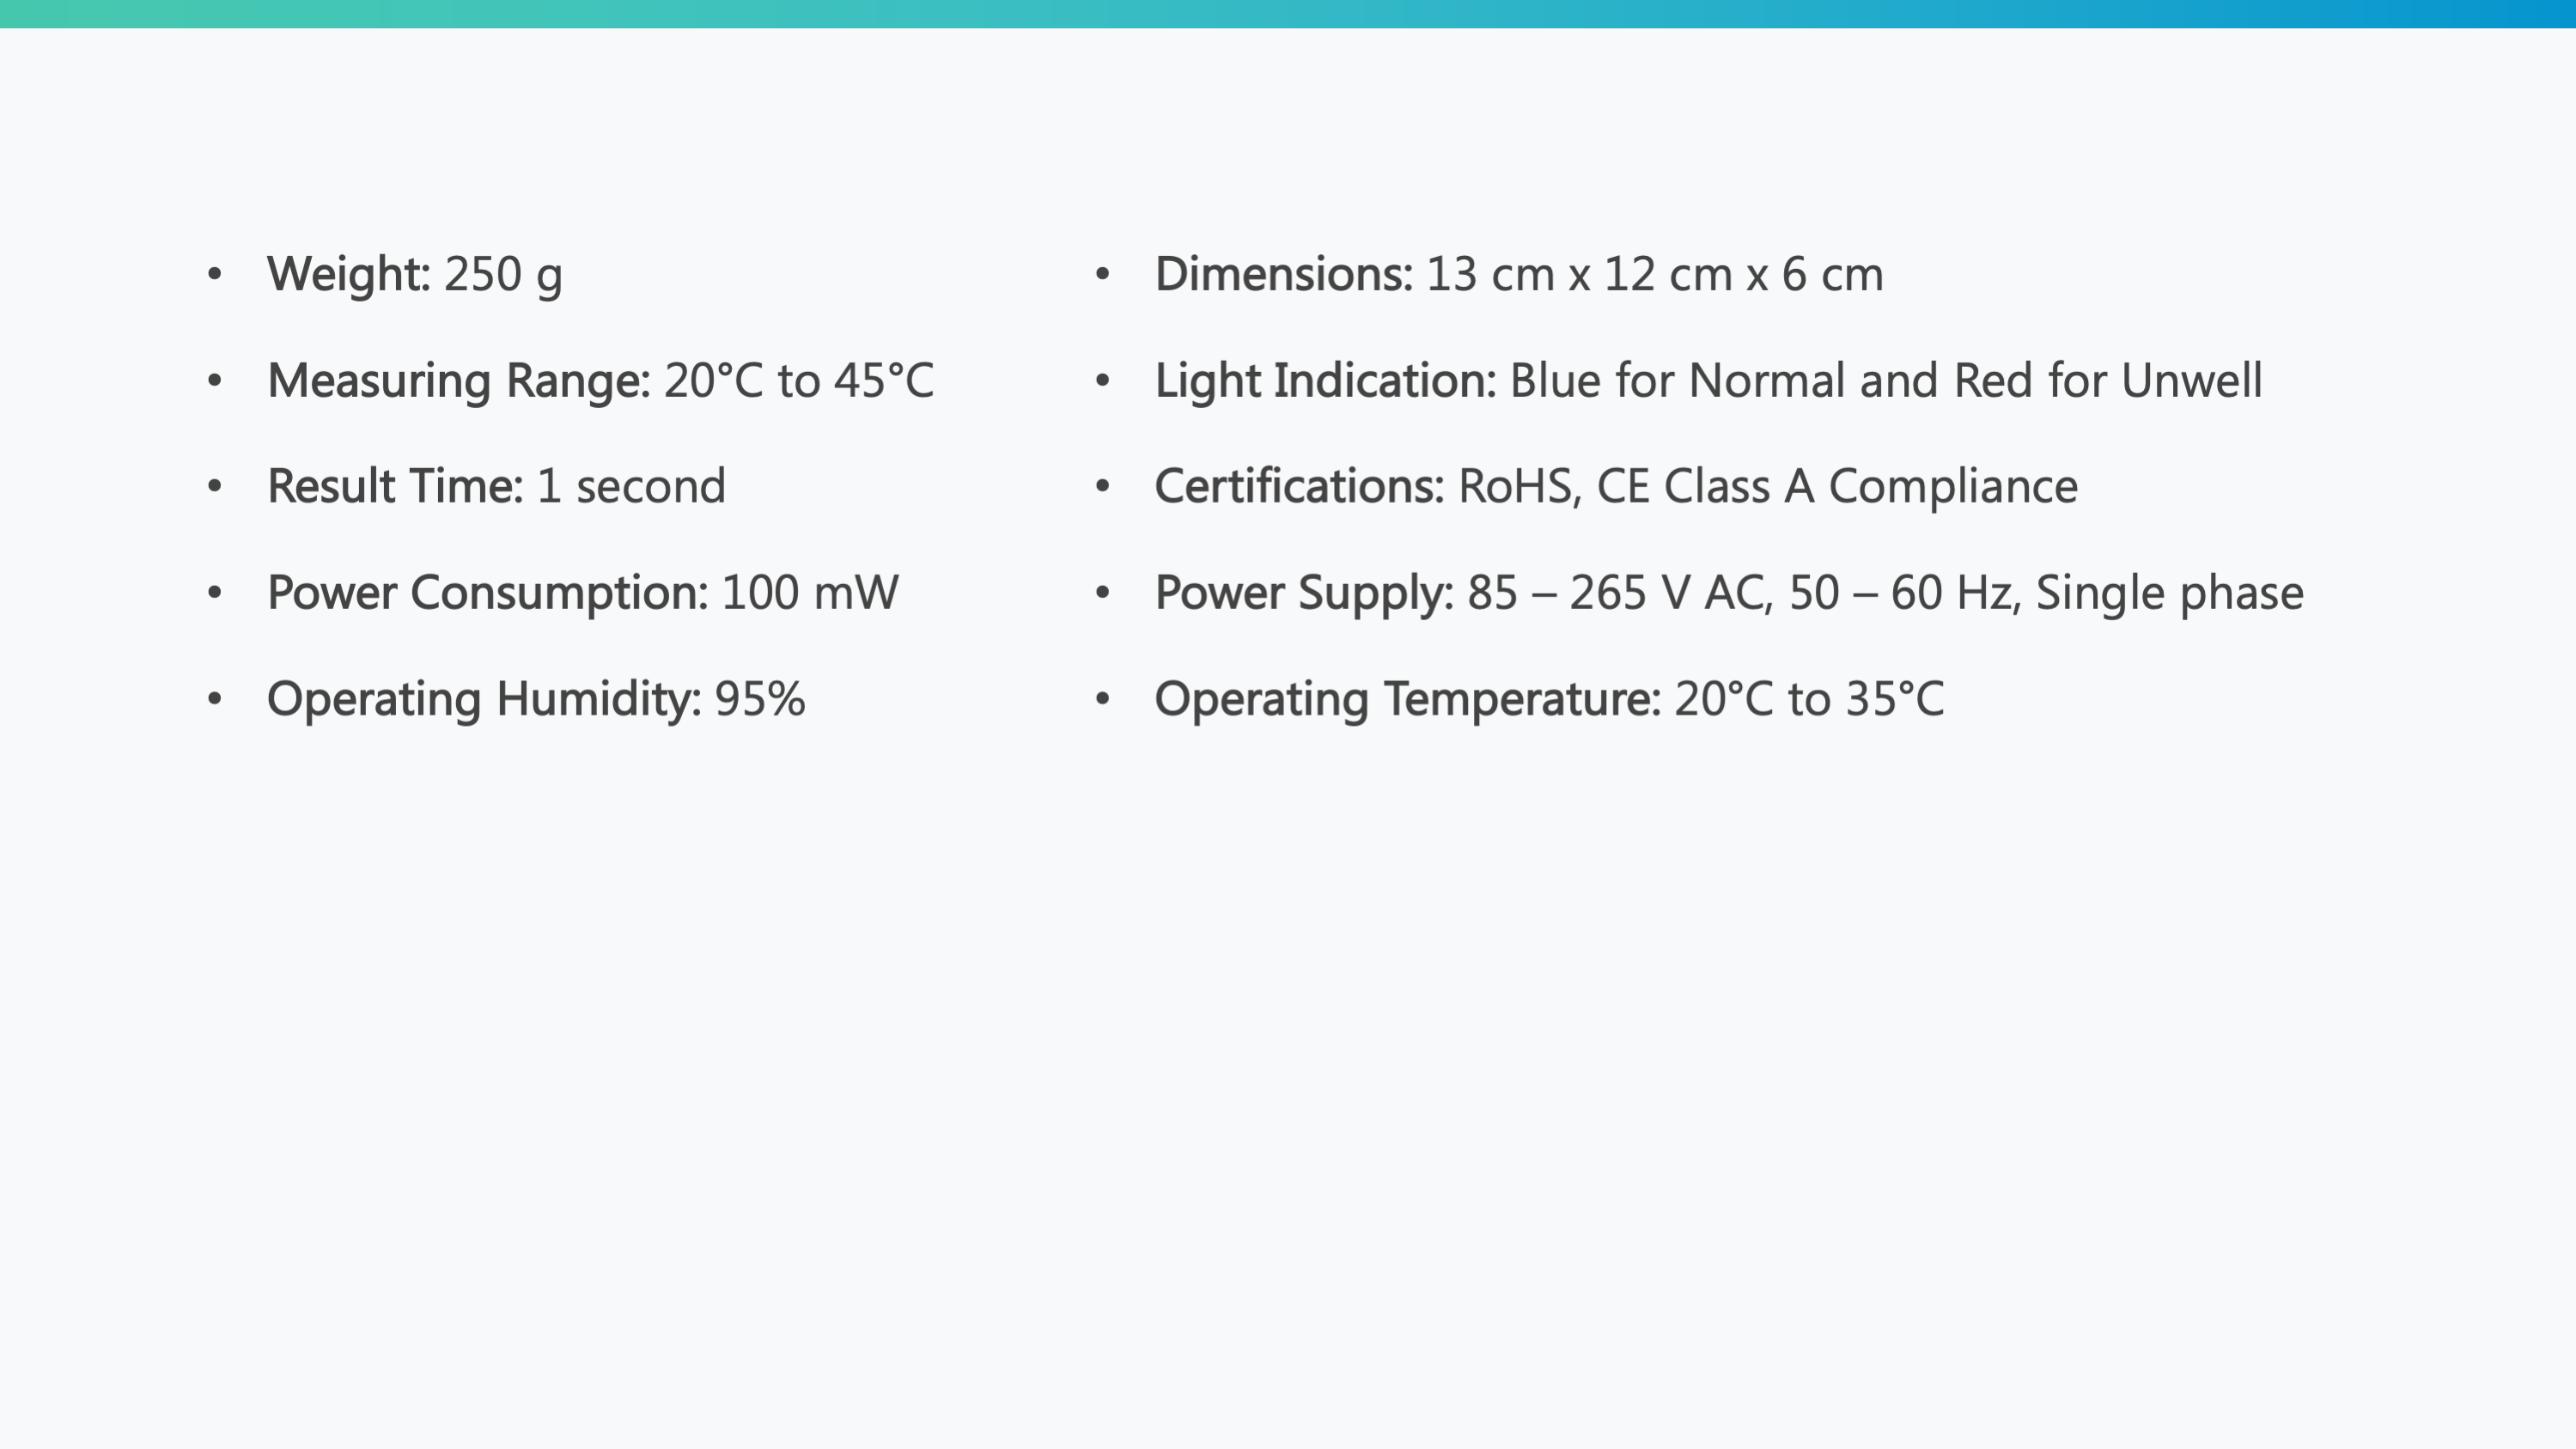 • Weight: 250 g
• Measuring Range: 20°C to 45°C
• Result Time: 1 second
• Power Consumption: 100 mW
• Operating Humidity: 95%
• Dimensions: 13 cm x 12 cm x 6 cm
• Light Indication: Blue for Normal and Red for Unwell
• Certifications: RoHS, CE Class A Compliance
• Power Supply: 85 – 265 V AC, 50 – 60 Hz, Single phase
• Operating Temperature: 20°C to 35°C